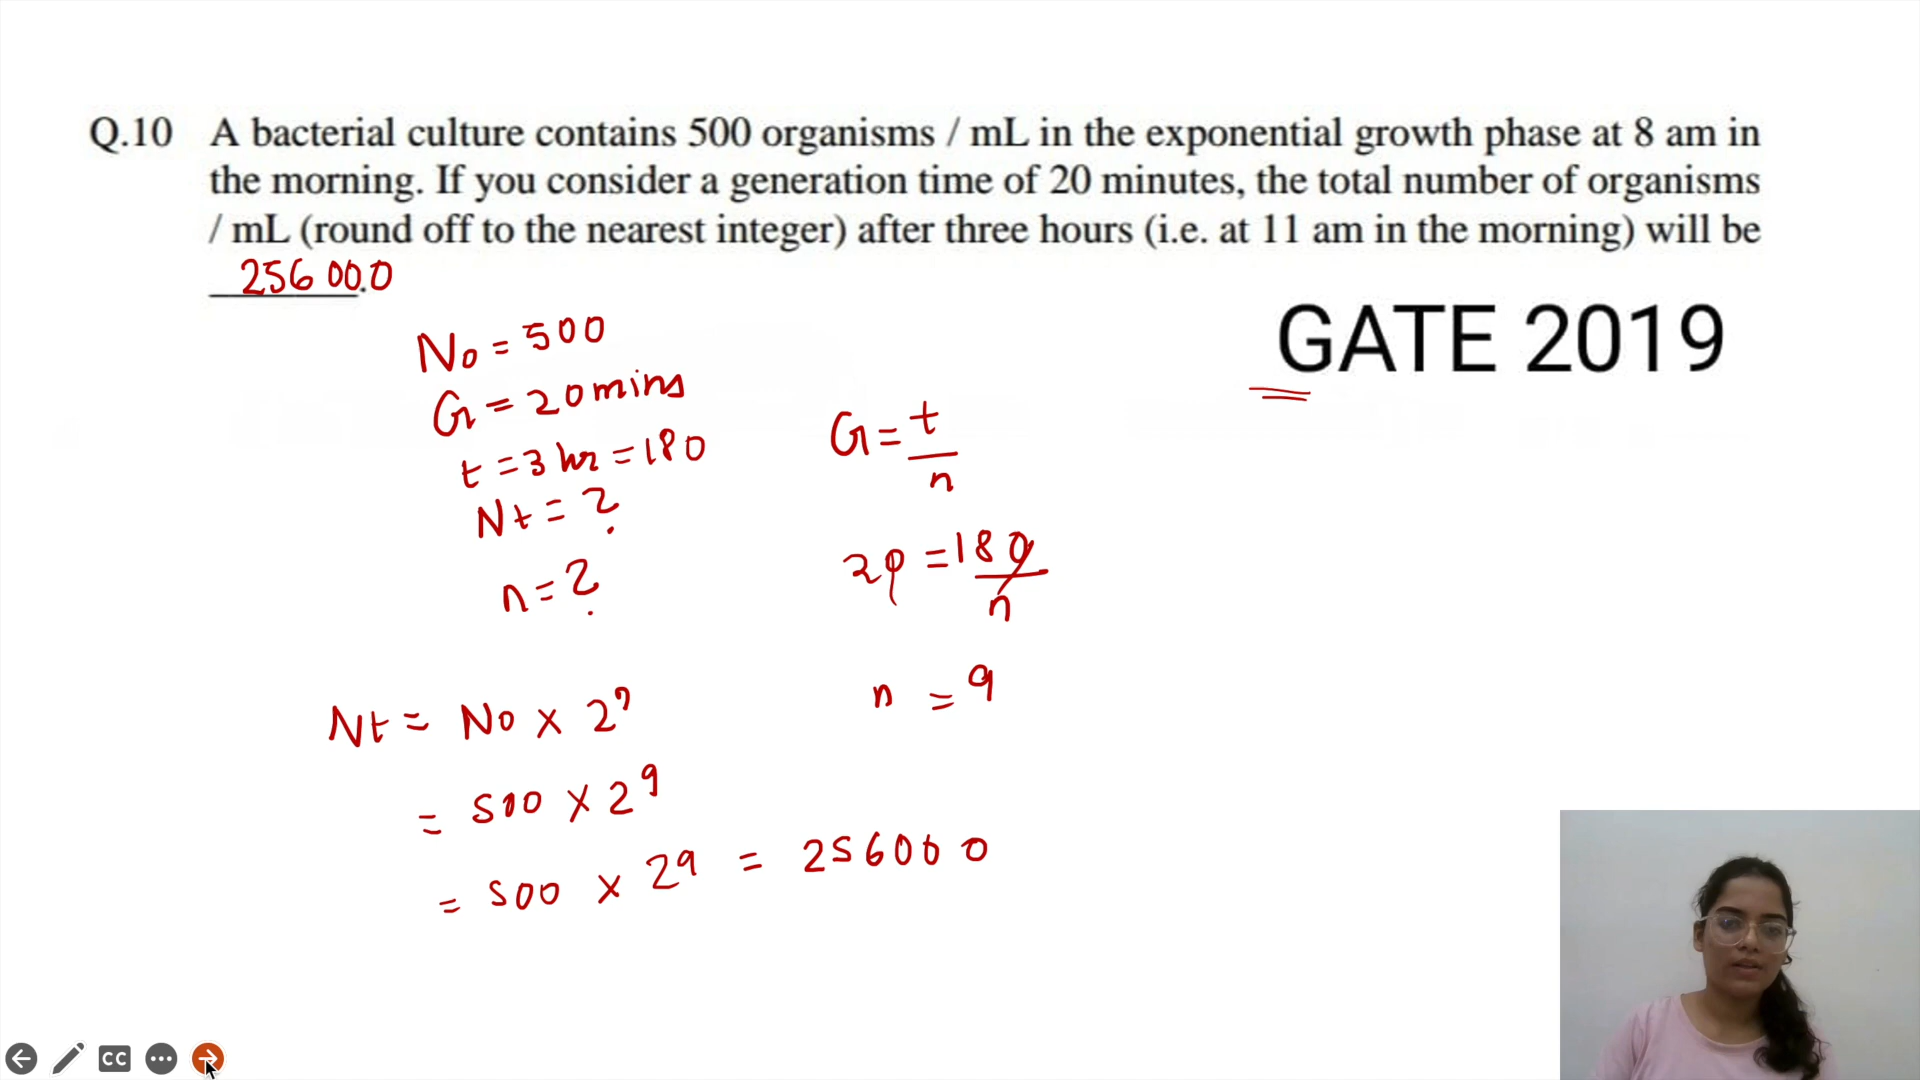 Q.10 A bacterial culture contains 500 organisms / mL in the exponential growth phase at 8 am in
the morning. If you consider a generation time of 20 minutes, the total number of organisms
/ mL (round off to the nearest integer) after three hours (i.e. at 11 am in the morning) will be
256000.
GATE 2019
No = 500
G = 20 mins
t = 3 hr = 180
Nt = ?
n = ?
G = t/n
20 = 180/n
n = 9
Nt = No x 2ⁿ
= 500 x 2⁹
= 500 x 2⁹ = 256000
CC